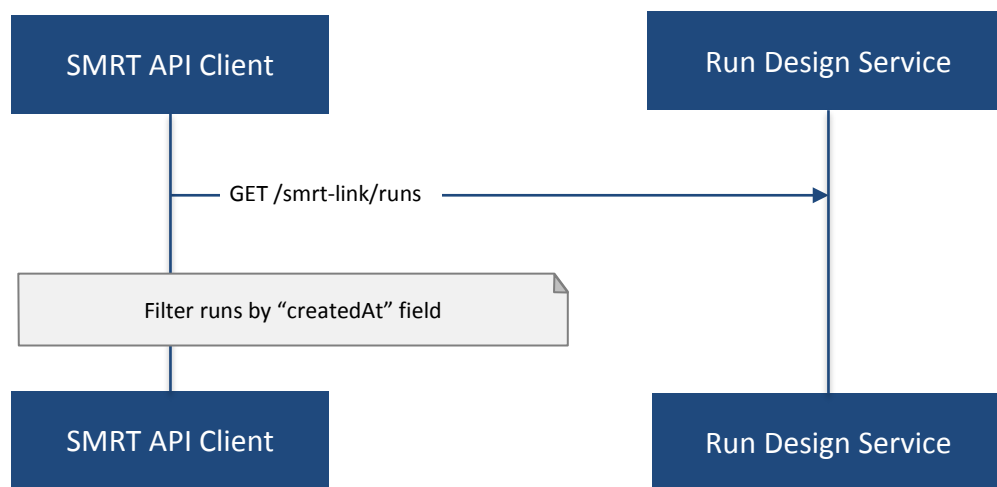 SMRT API Client
Run Design Service
GET /smrt-link/runs
Filter runs by “createdAt” field
SMRT API Client
Run Design Service